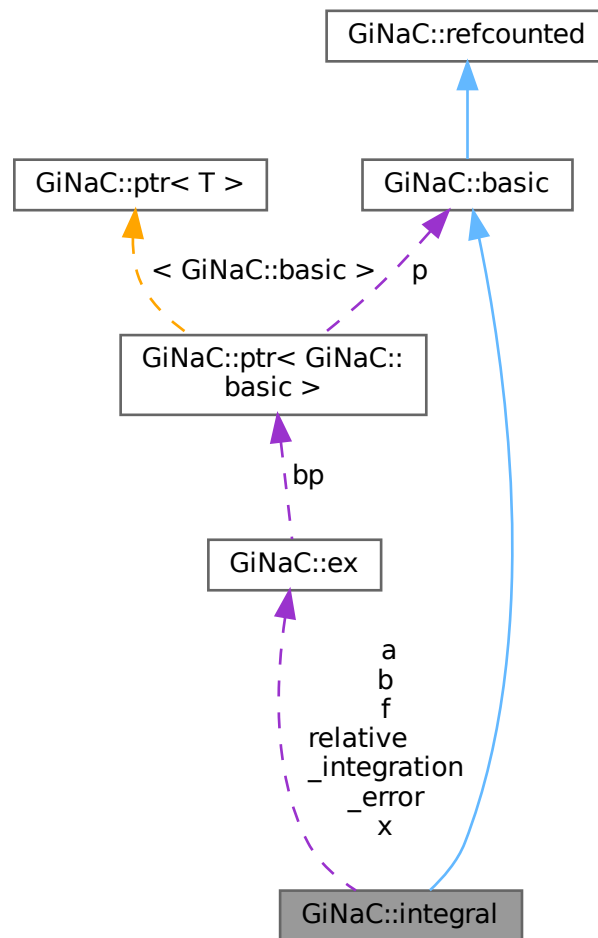 GiNaC::refcounted
GiNaC::ptr< T >
GiNaC::basic
< GiNaC::basic >
p
GiNaC::ptr< GiNaC::
basic >
bp
GiNaC::ex
a
b
f
relative
_integration
_error
x
GiNaC::integral